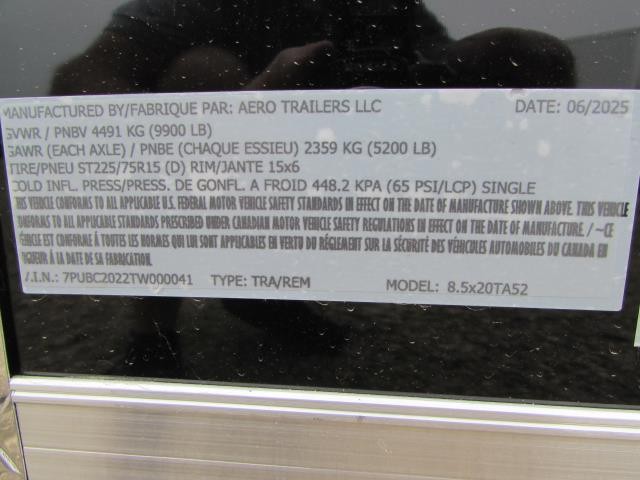 MANUFACTURED BY/FABRIQUE PAR: AERO TRAILERS LLC DATE: 06/2025
GVWR / PNBV 4491 KG (9900 LB)
GAWR (EACH AXLE) / PNBE (CHAQUE ESSIEU) 2359 KG (5200 LB)
TIRE/PNEU ST225/75R15 (D) RIM/JANTE 15x6
COLD INFL. PRESS/PRESS. DE GONFL. A FROID 448.2 KPA (65 PSI/LCP) SINGLE
THIS VEHICLE CONFORMS TO ALL APPLICABLE U.S. FEDERAL MOTOR VEHICLE SAFETY STANDARDS IN EFFECT ON THE DATE OF MANUFACTURE SHOWN ABOVE. THIS VEHICLE
CONFORMS TO ALL APPLICABLE STANDARDS PRESCRIBED UNDER CANADIAN MOTOR VEHICLE SAFETY REGULATIONS IN EFFECT ON THE DATE OF MANUFACTURE. / ~CE
VÉHICLE EST CONFORME À TOUTES LES NORMES QUI LUI SONT APPLICABLES EN VERTU DU RÉGLEMENT SUR LA SÉCURITÉ DES VÉHICULES AUTOMOBILES DU CANADA EN
VIGUEUR À LA DATE DE SA FABRICATION.
V.I.N.: 7PUBC2022TW000041 TYPE: TRA/REM MODEL: 8.5x20TA52